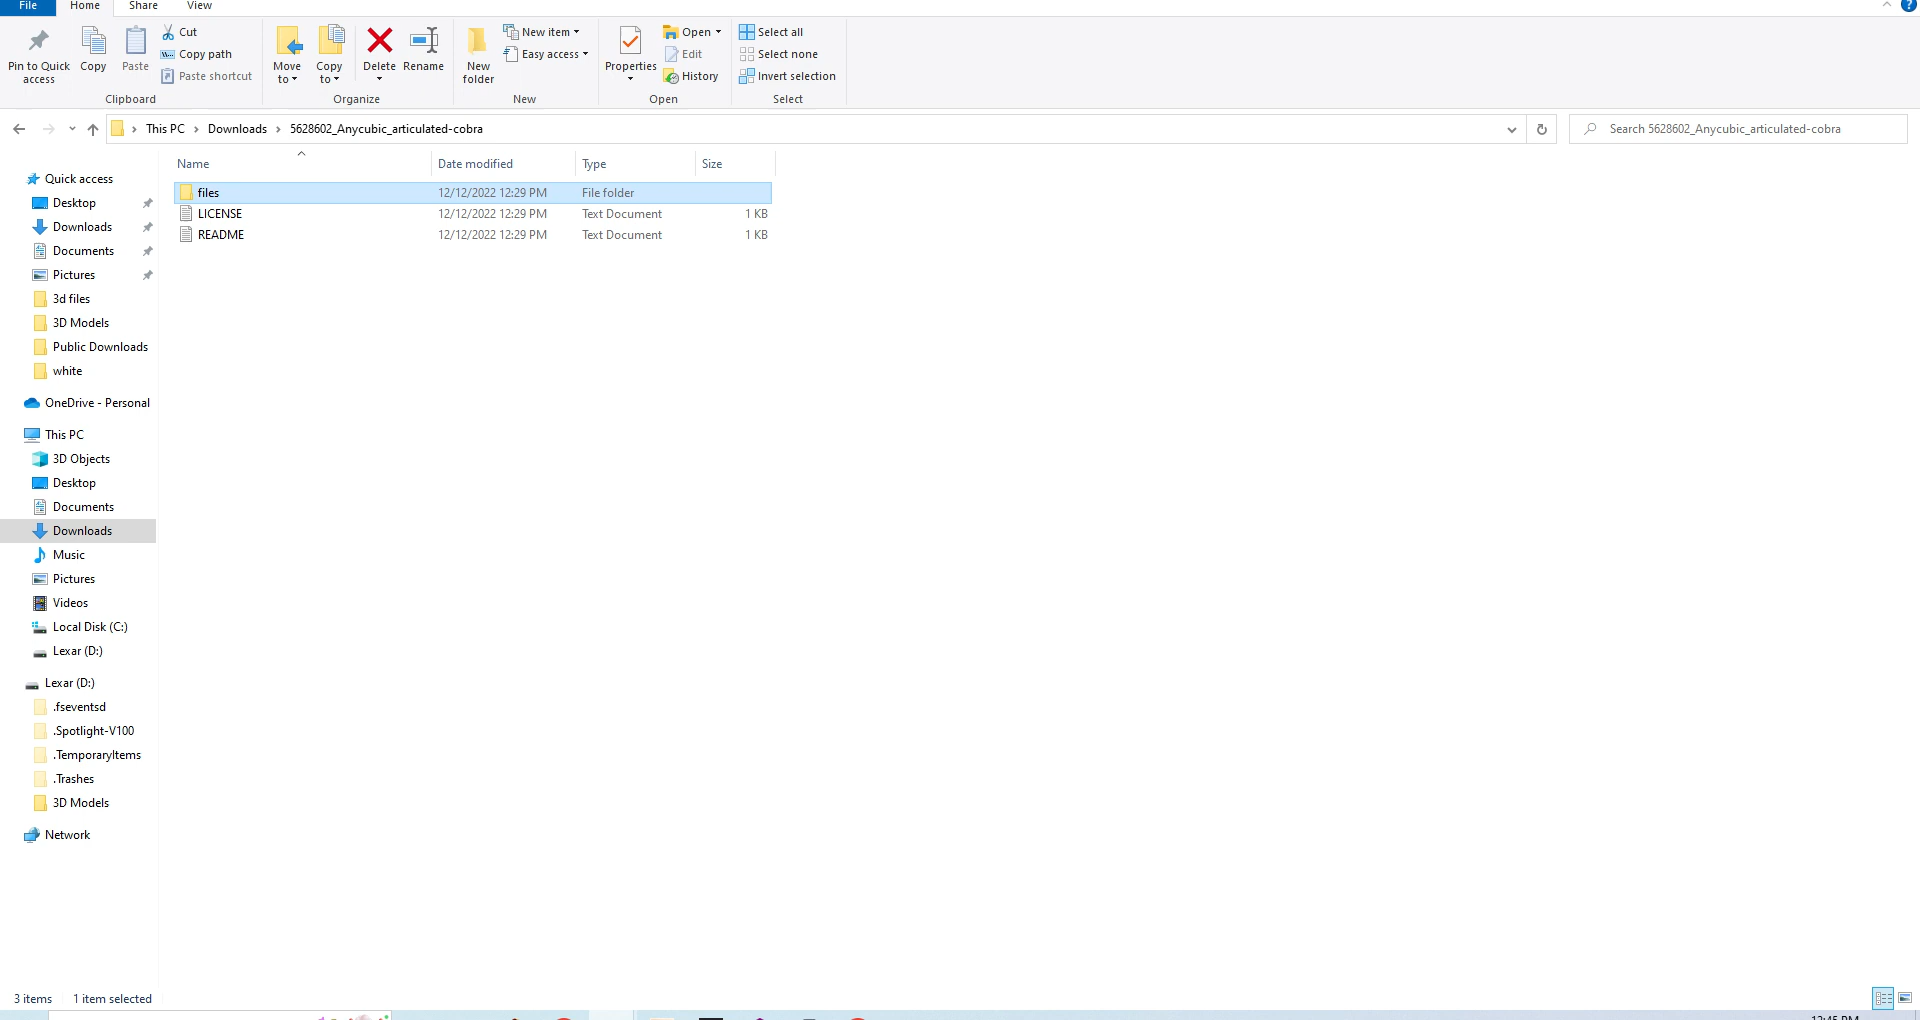 File Home Share View
Pin to Quick access
Copy
Paste
Cut
Copy path
Paste shortcut
Clipboard
Move to
Copy to
Delete
Rename
Organize
New folder
New item
Easy access
New
Properties
Open
Edit
History
Open
Select all
Select none
Invert selection
Select
This PC > Downloads > 5628602_Anycubic_articulated-cobra
Search 5628602_Anycubic_articulated-cobra
Name Date modified Type Size
files 12/12/2022 12:29 PM File folder
LICENSE 12/12/2022 12:29 PM Text Document 1 KB
README 12/12/2022 12:29 PM Text Document 1 KB
Quick access
Desktop
Downloads
Documents
Pictures
3d files
3D Models
Public Downloads
white
OneDrive - Personal
This PC
3D Objects
Desktop
Documents
Downloads
Music
Pictures
Videos
Local Disk (C:)
Lexar (D:)
Lexar (D:)
.fseventsd
.Spotlight-V100
.TemporaryItems
.Trashes
3D Models
Network
3 items 1 item selected
12:45 PM